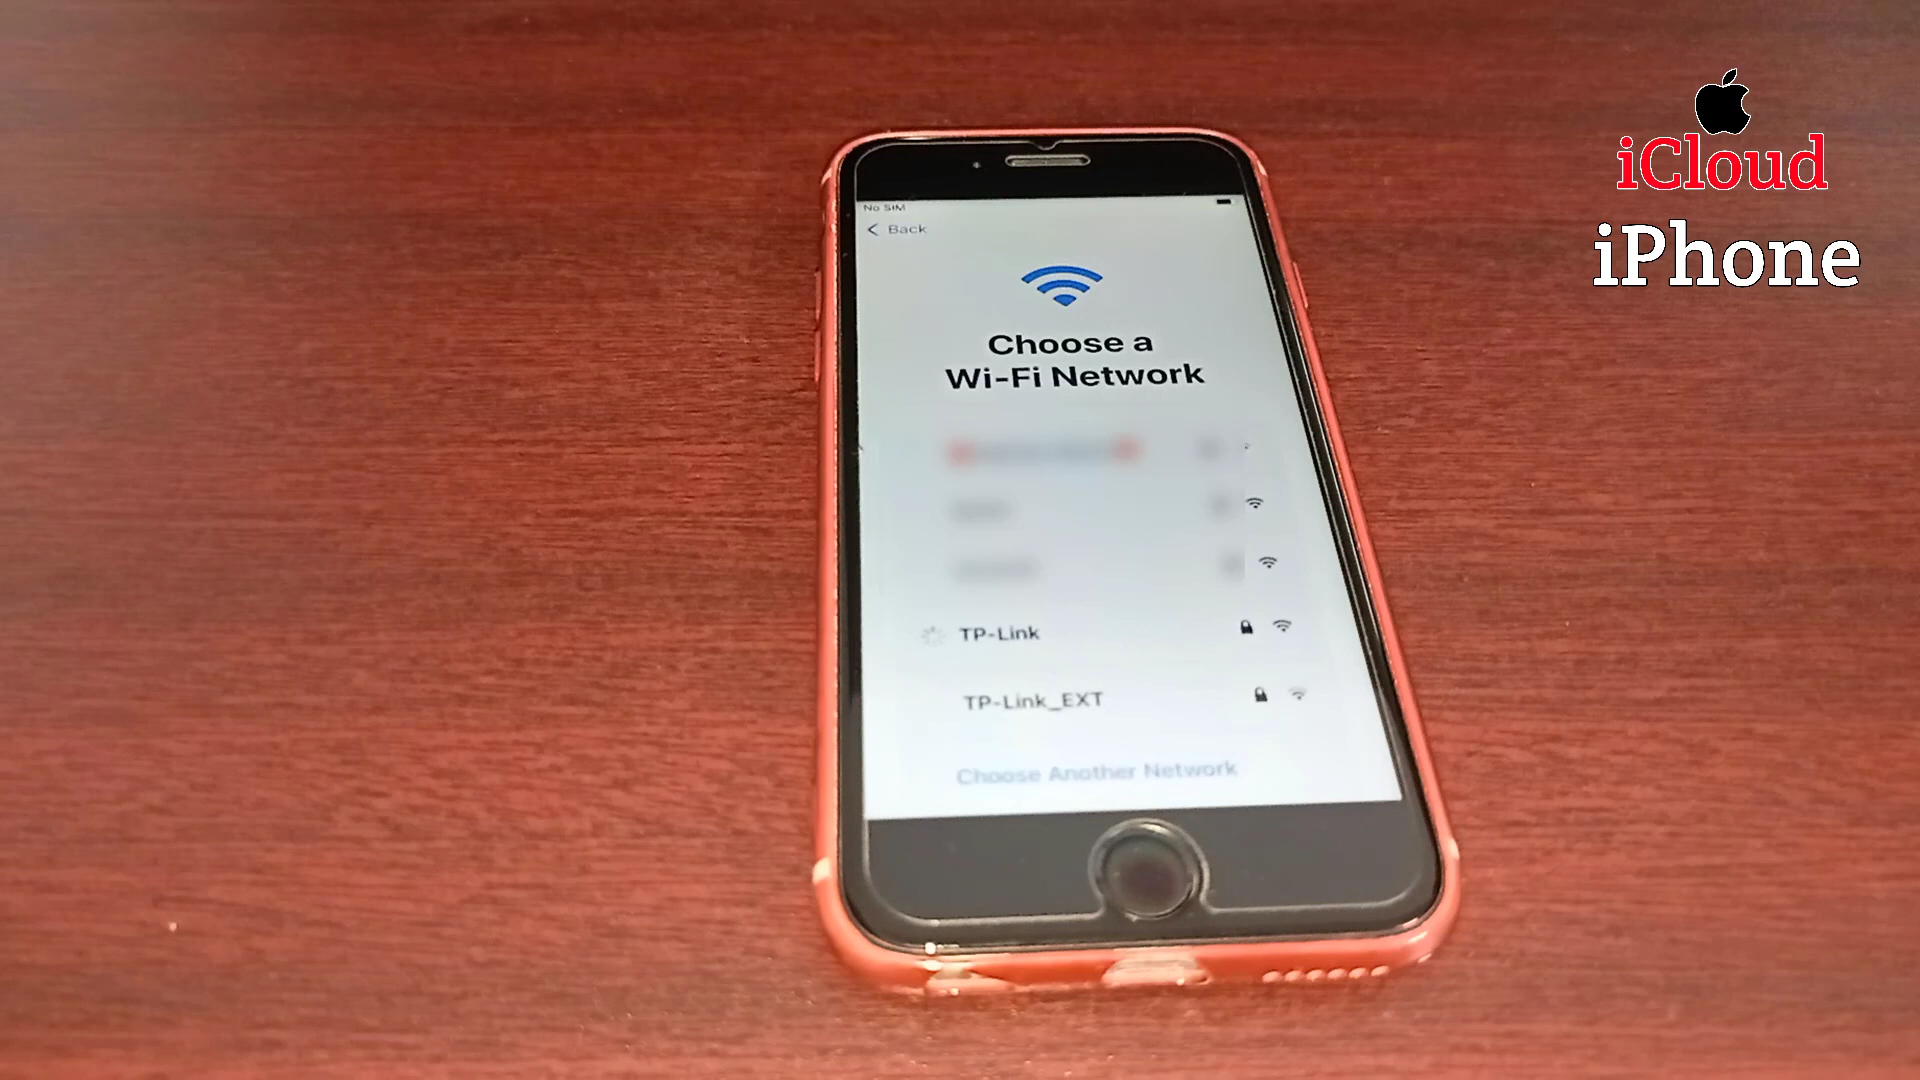 iCloud
iPhone
No SIM
Back
Choose a
Wi-Fi Network
TP-Link
TP-Link_EXT
Choose Another Network